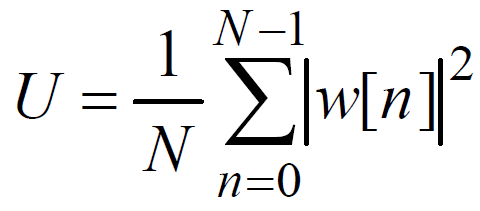 U = \frac{1}{N} \sum_{n=0}^{N-1} |w[n]|^2